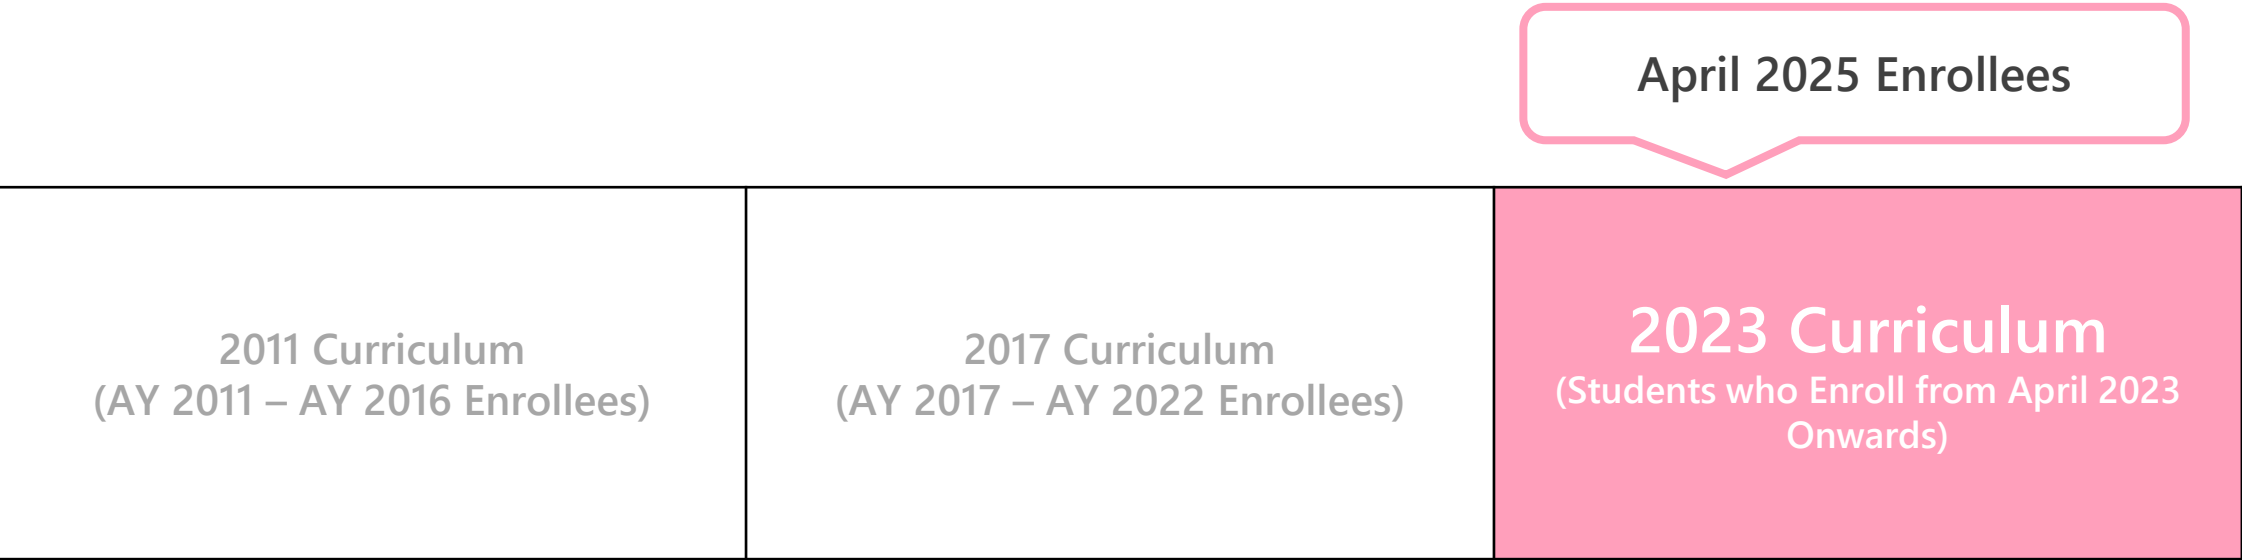 April 2025 Enrollees
2011 Curriculum
(AY 2011 – AY 2016 Enrollees)
2017 Curriculum
(AY 2017 – AY 2022 Enrollees)
2023 Curriculum
(Students who Enroll from April 2023
Onwards)